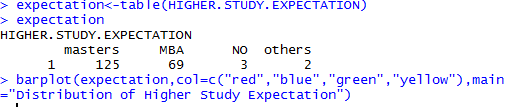 > expectation<-table(HIGHER.STUDY.EXPECTATION)
> expectation
HIGHER.STUDY.EXPECTATION
masters MBA NO others
1 125 69 3 2
> barplot(expectation,col=c("red","blue","green","yellow"),main
="Distribution of Higher Study Expectation")